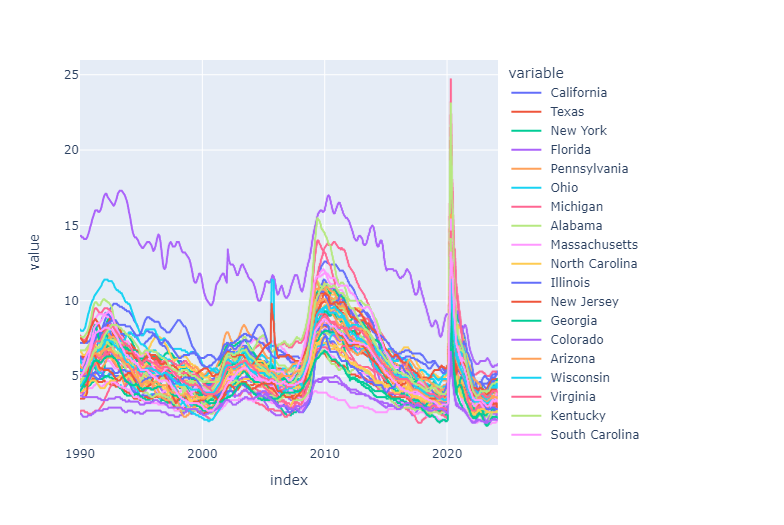 variable
California
Texas
New York
Florida
Pennsylvania
Ohio
Michigan
Alabama
Massachusetts
North Carolina
Illinois
New Jersey
Georgia
Colorado
Arizona
Wisconsin
Virginia
Kentucky
South Carolina
25
20
15
10
5
value
1990
2000
2010
2020
index